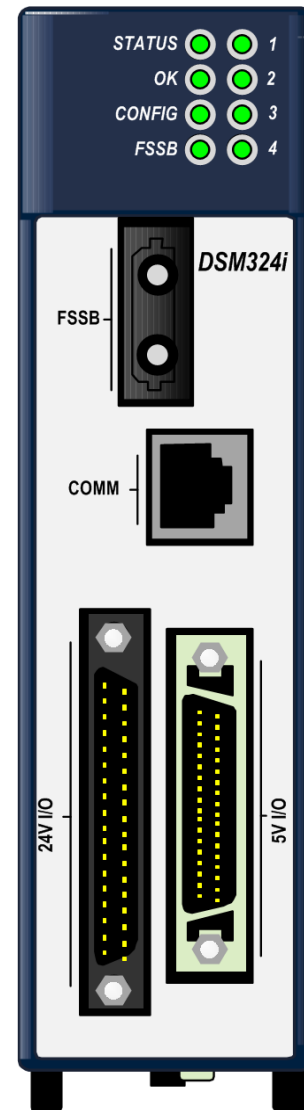 STATUS 1
OK 2
CONFIG 3
FSSB 4
DSM324i
FSSB
COMM
24V I/O
5V I/O